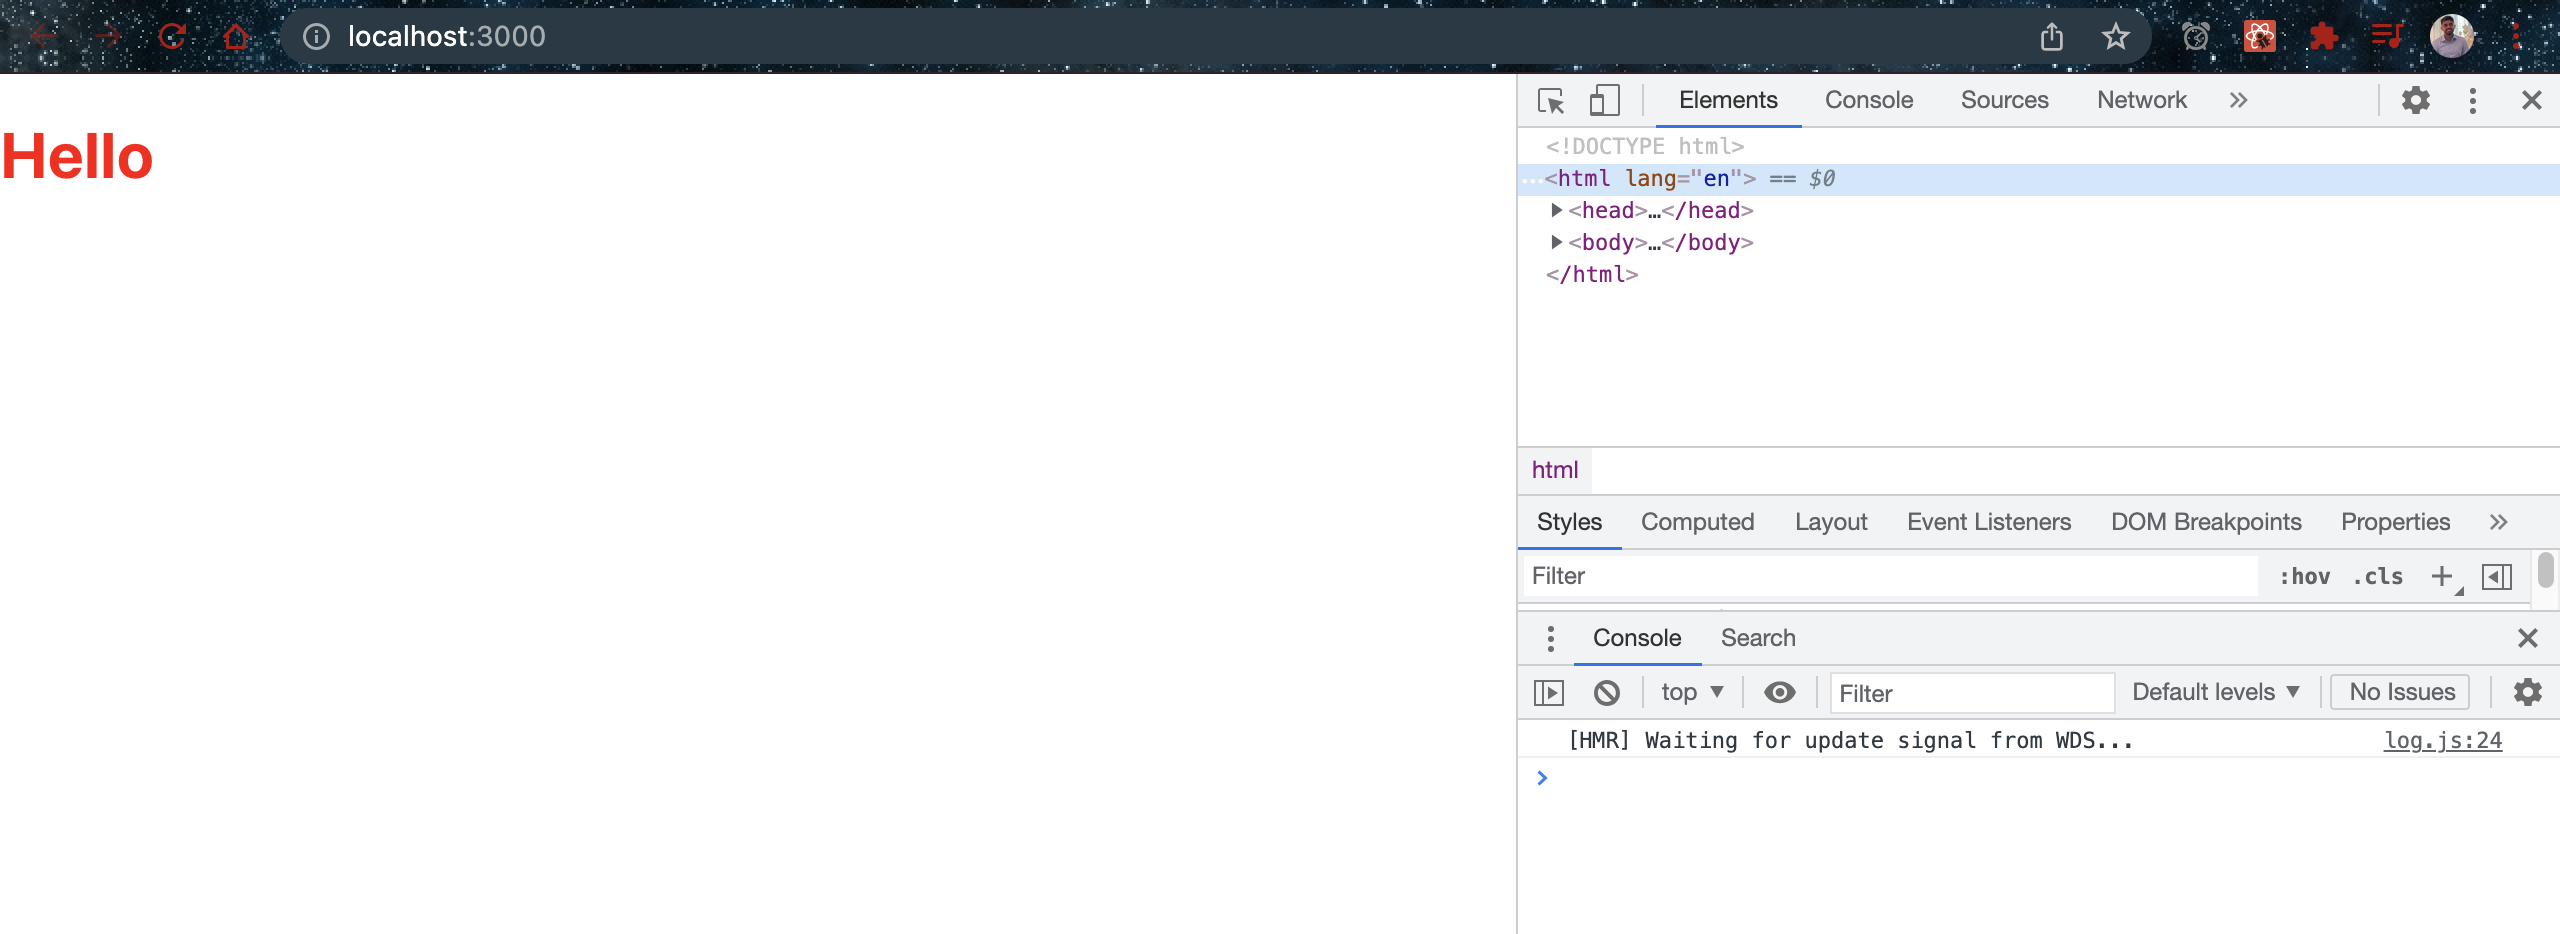 localhost:3000
Hello
Elements Console Sources Network »
<!DOCTYPE html>
…<html lang="en"> == $0
▶<head>…</head>
▶<body>…</body>
</html>
html
Styles Computed Layout Event Listeners DOM Breakpoints Properties »
Filter :hov .cls +
Console Search
top ▼ Filter Default levels ▼ No Issues
[HMR] Waiting for update signal from WDS... log.js:24
>